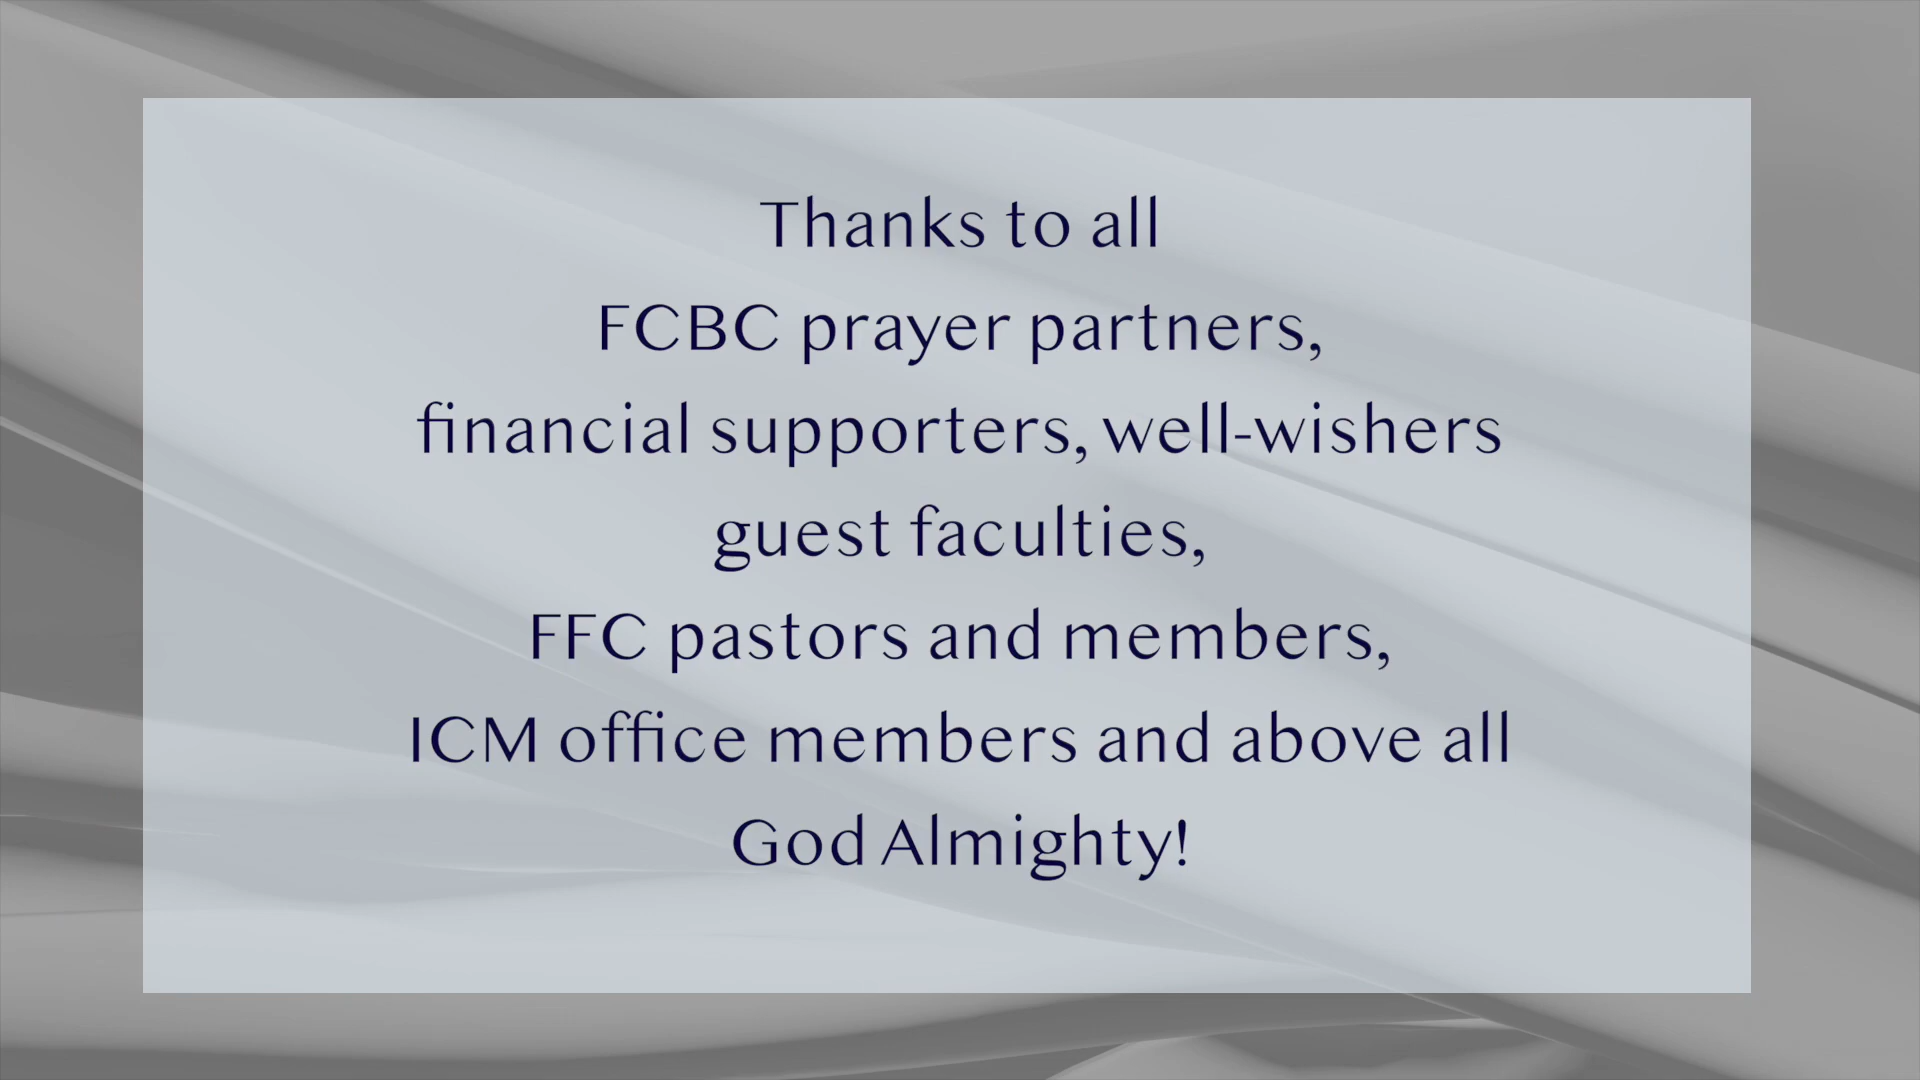 Thanks to all
FCBC prayer partners,
financial supporters, well-wishers
guest faculties,
FFC pastors and members,
ICM office members and above all
God Almighty!